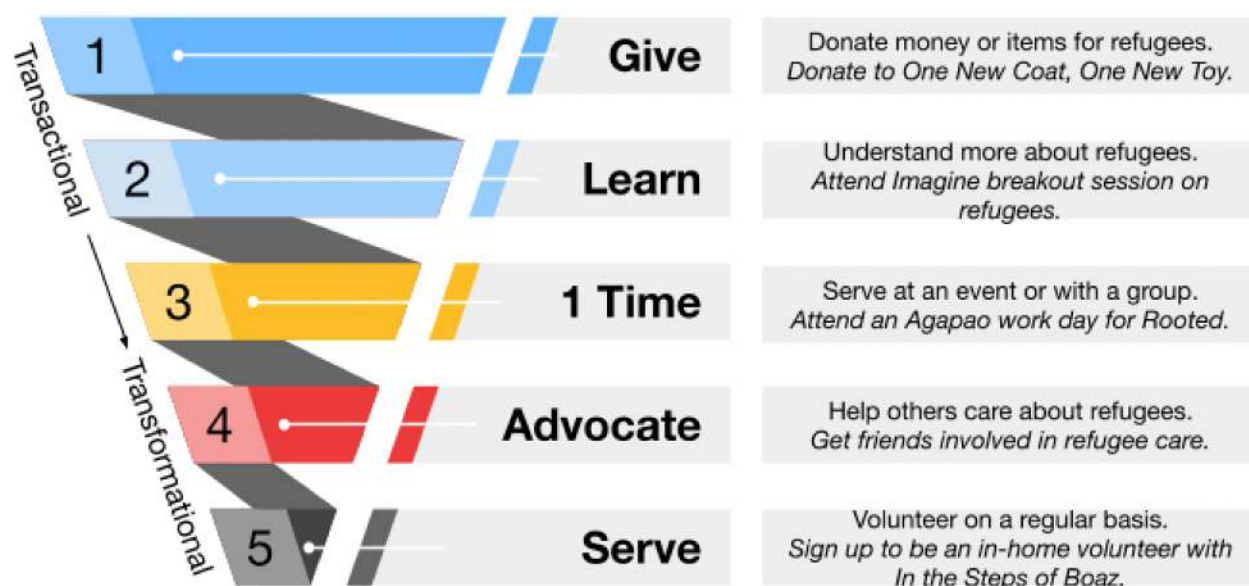 Transactional
Transformational
1
Give
Donate money or items for refugees.
Donate to One New Coat, One New Toy.
2
Learn
Understand more about refugees.
Attend Imagine breakout session on
refugees.
3
1 Time
Serve at an event or with a group.
Attend an Agapao work day for Rooted.
4
Advocate
Help others care about refugees.
Get friends involved in refugee care.
5
Serve
Volunteer on a regular basis.
Sign up to be an in-home volunteer with
In the Steps of Boaz.